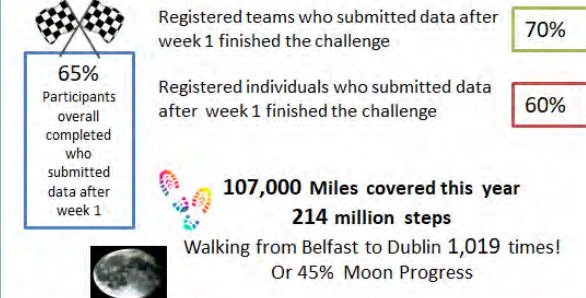 65%
Participants
overall
completed
who
submitted
data after
week 1
Registered teams who submitted data after
week 1 finished the challenge
70%
Registered individuals who submitted data
after week 1 finished the challenge
60%
107,000 Miles covered this year
214 million steps
Walking from Belfast to Dublin 1,019 times!
Or 45% Moon Progress